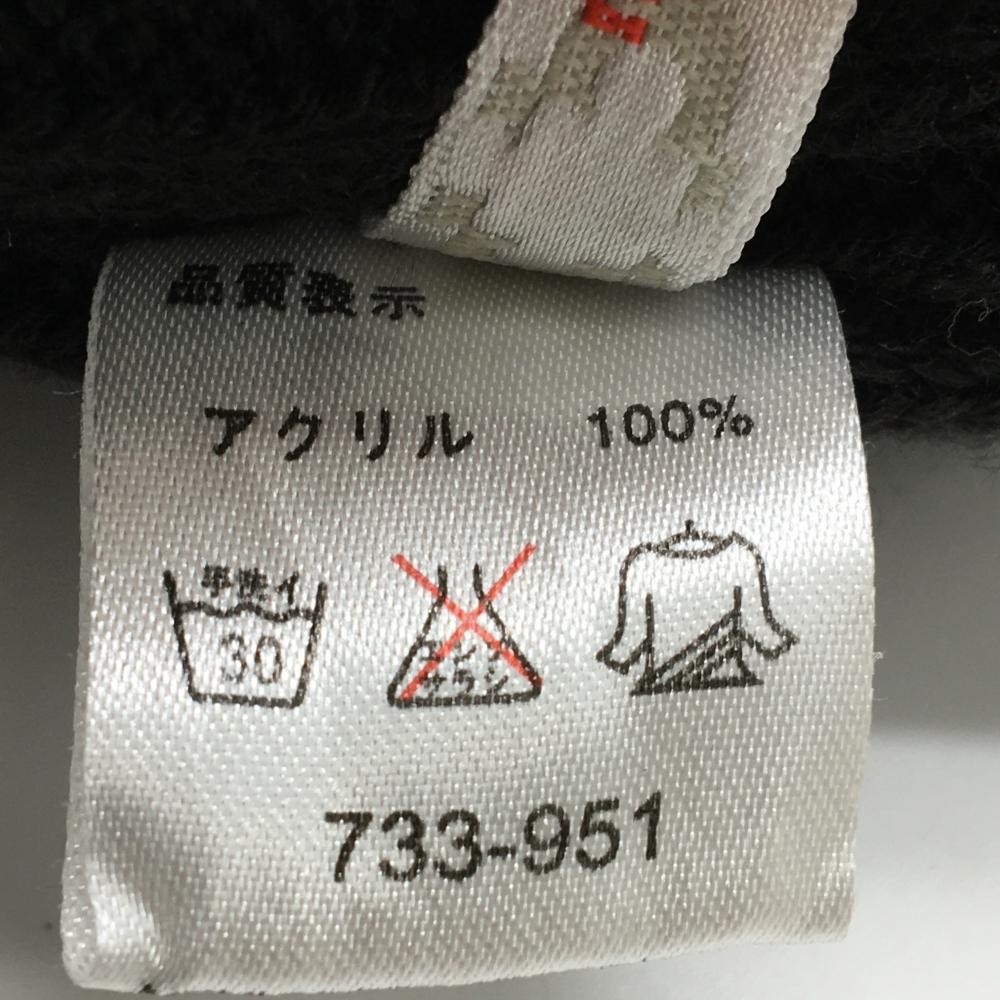 品質表示
アクリル 100%
手洗イ
30
エンソ
サラシ
733-951